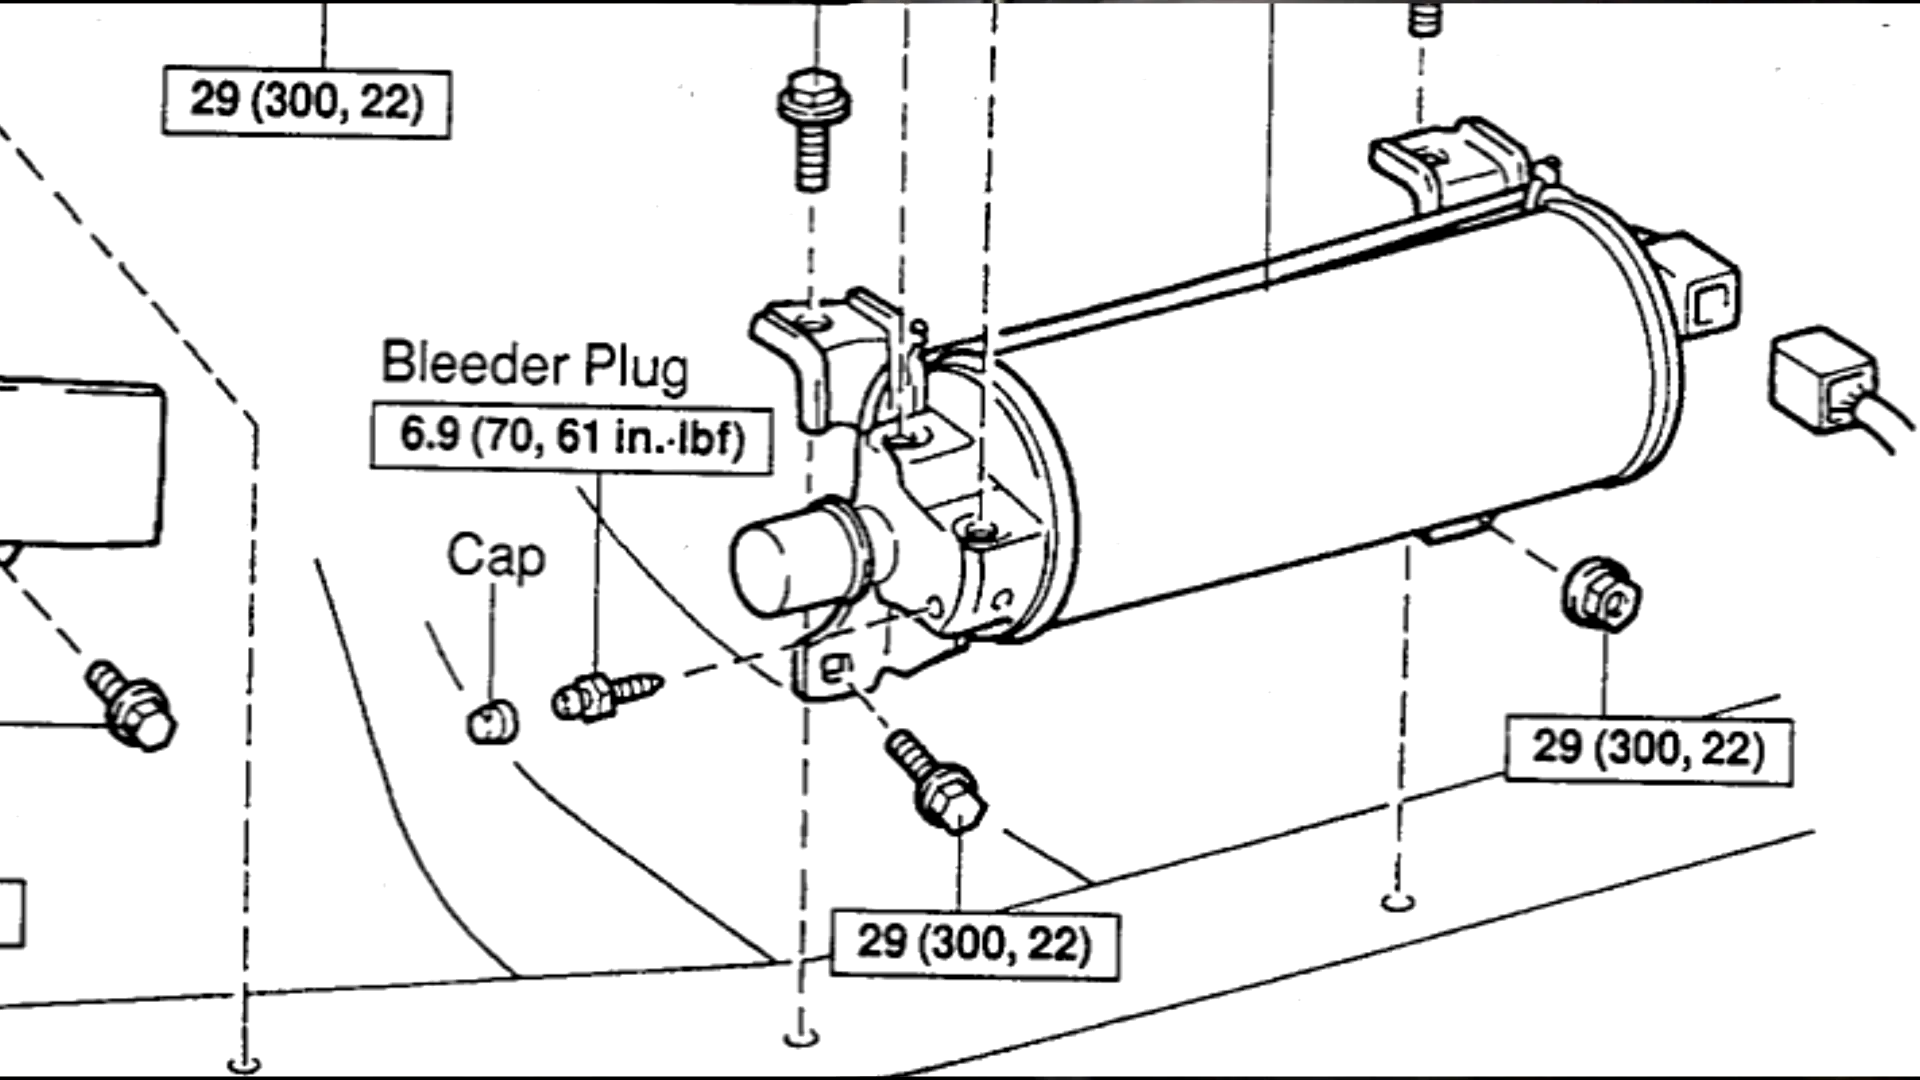 29 (300, 22)
Bleeder Plug
6.9 (70, 61 in.·lbf)
Cap
29 (300, 22)
29 (300, 22)